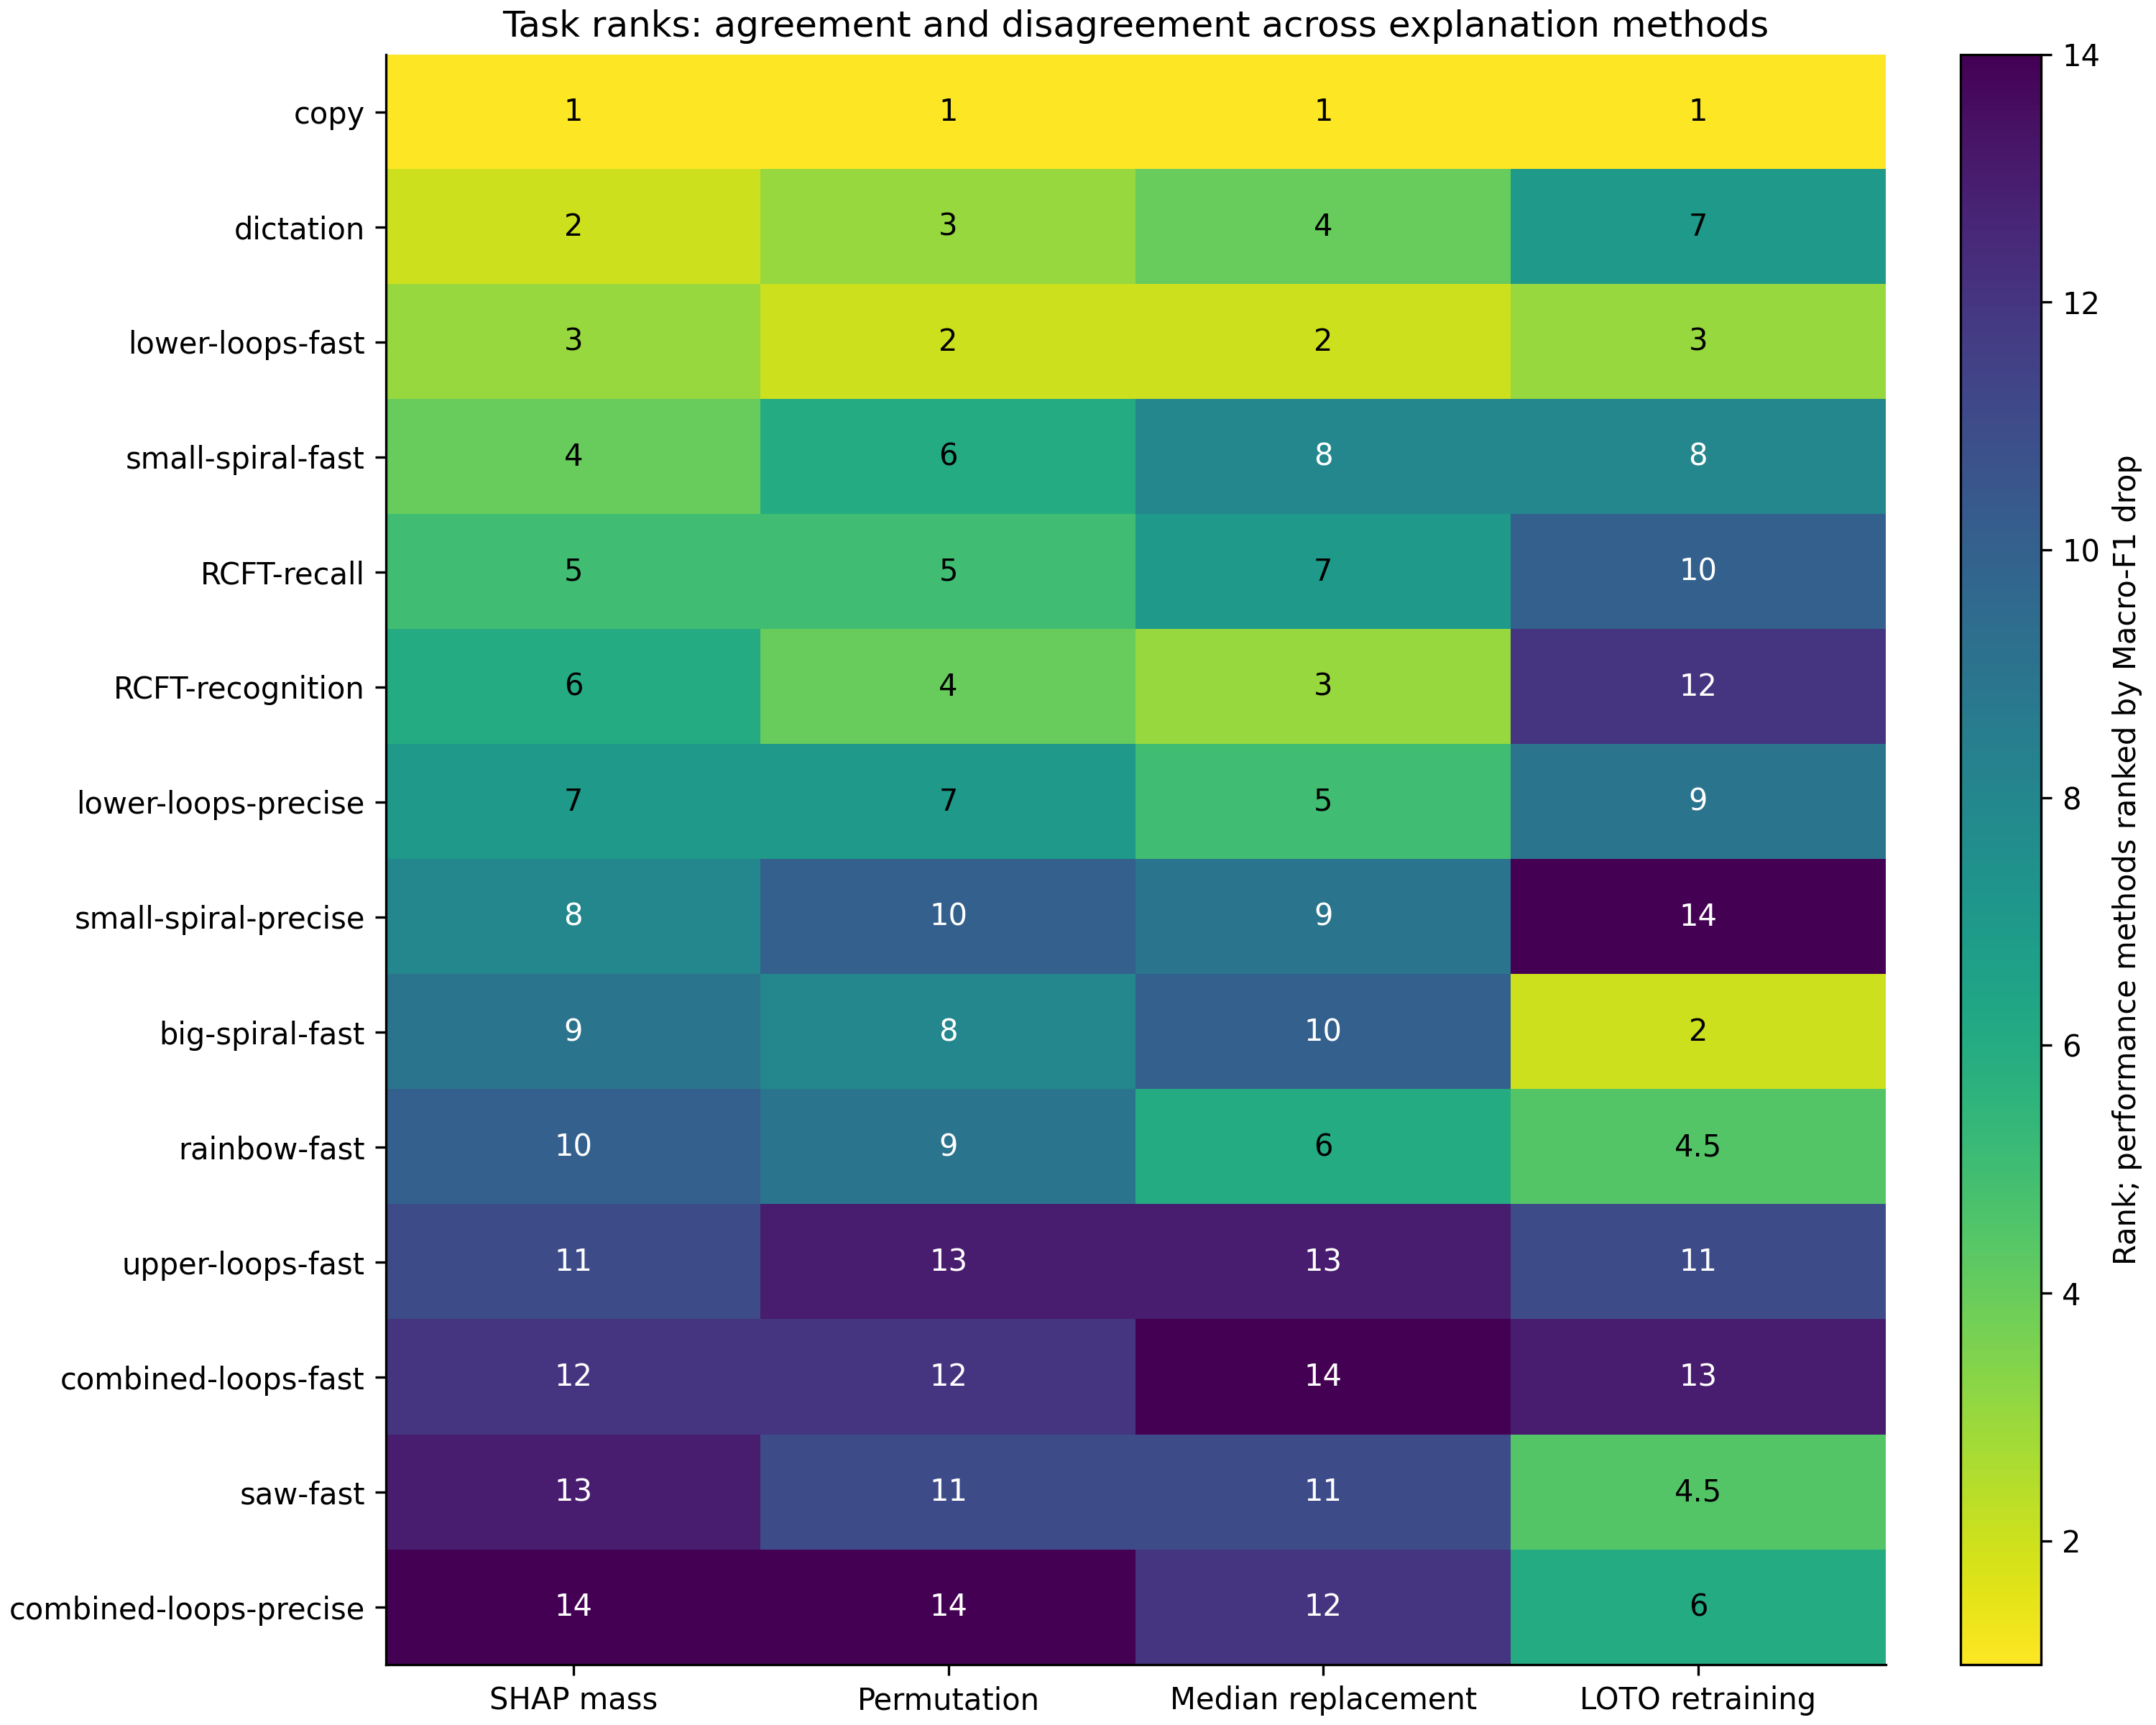 Task ranks: agreement and disagreement across explanation methods
copy 1 1 1 1
dictation 2 3 4 7
lower-loops-fast 3 2 2 3
small-spiral-fast 4 6 8 8
RCFT-recall 5 5 7 10
RCFT-recognition 6 4 3 12
lower-loops-precise 7 7 5 9
small-spiral-precise 8 10 9 14
big-spiral-fast 9 8 10 2
rainbow-fast 10 9 6 4.5
upper-loops-fast 11 13 13 11
combined-loops-fast 12 12 14 13
saw-fast 13 11 11 4.5
combined-loops-precise 14 14 12 6
SHAP mass Permutation Median replacement LOTO retraining
14
12
10
8
6
4
2
Rank; performance methods ranked by Macro-F1 drop